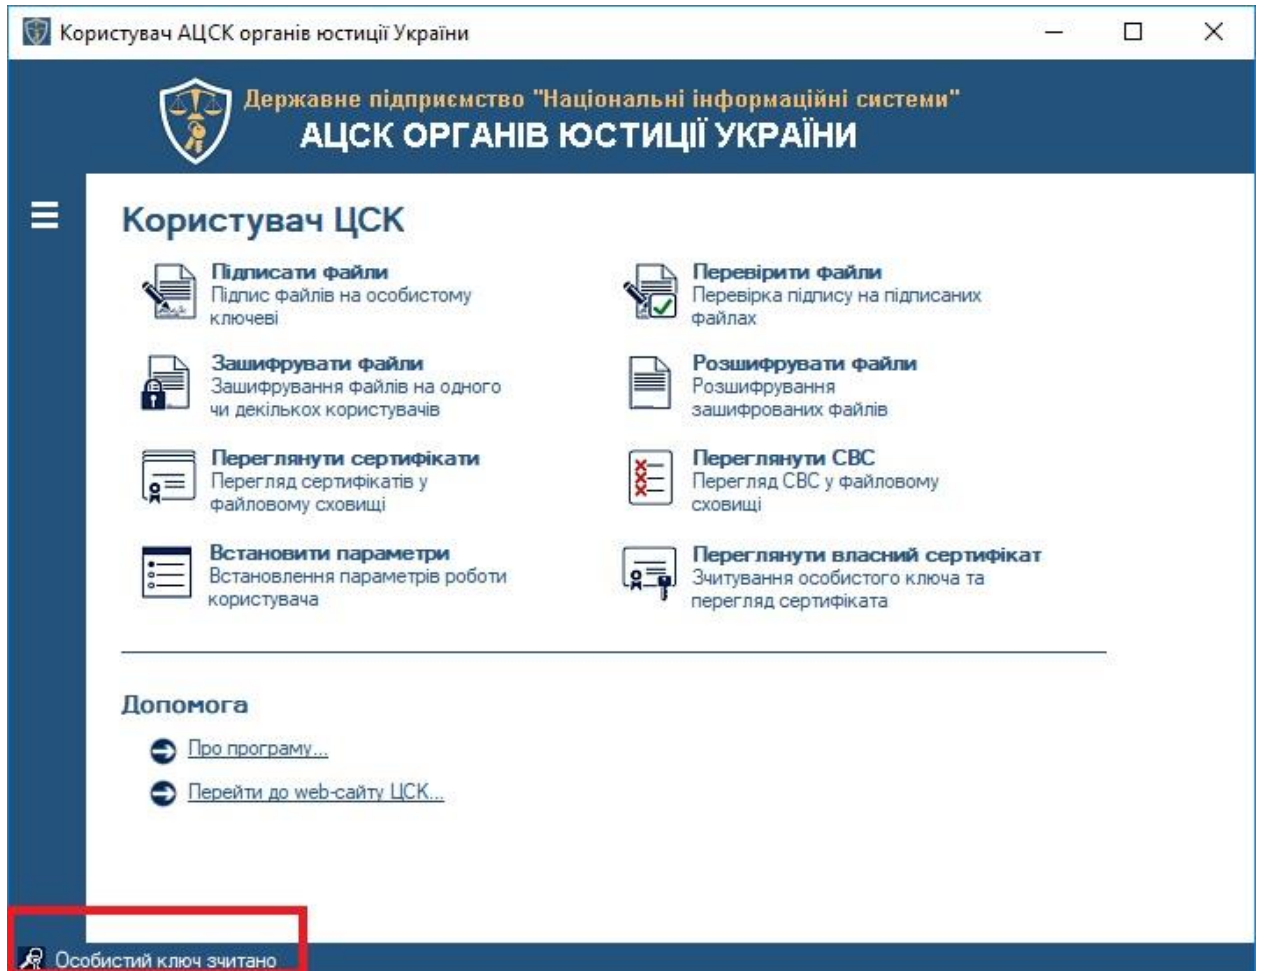 Користувач АЦСК органів юстиції України
Державне підприємство "Національні інформаційні системи"
АЦСК ОРГАНІВ ЮСТИЦІЇ УКРАЇНИ
Користувач ЦСК
Підписати файли
Підпис файлів на особистому
ключеві
Перевірити файли
Перевірка підпису на підписаних
файлах
Зашифрувати файли
Зашифрування файлів на одного
чи декількох користувачів
Розшифрувати файли
Розшифрування
зашифрованих файлів
Переглянути сертифікати
Перегляд сертифікатів у
файловому сховищі
Переглянути СВС
Перегляд СВС у файловому
сховищі
Встановити параметри
Встановлення параметрів роботи
користувача
Переглянути власний сертифікат
Зчитування особистого ключа та
перегляд сертифіката
Допомога
Про програму...
Перейти до web-сайту ЦСК...
Особистий ключ зчитано